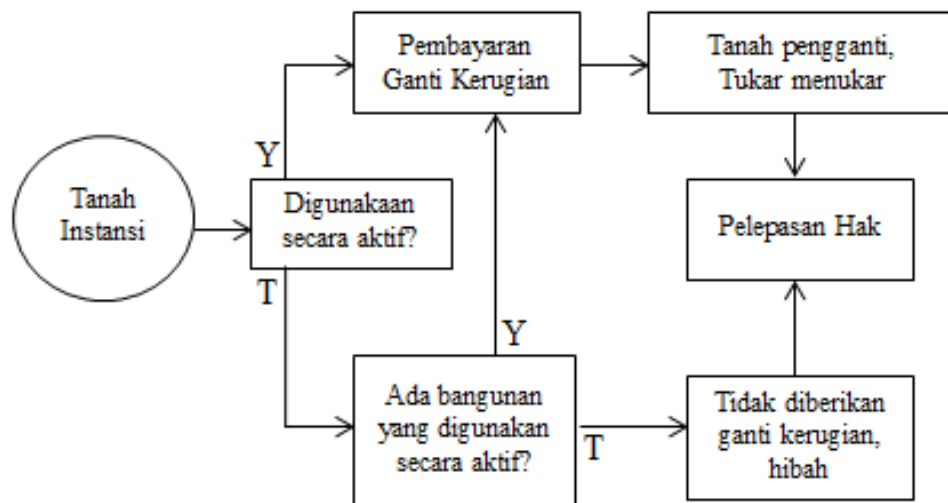 Pembayaran
Ganti Kerugian
Tanah pengganti,
Tukar menukar
Y
Tanah
Instansi
Digunakaan
secara aktif?
Pelepasan Hak
T
Y
Ada bangunan
yang digunakan
secara aktif?
T
Tidak diberikan
ganti kerugian,
hibah